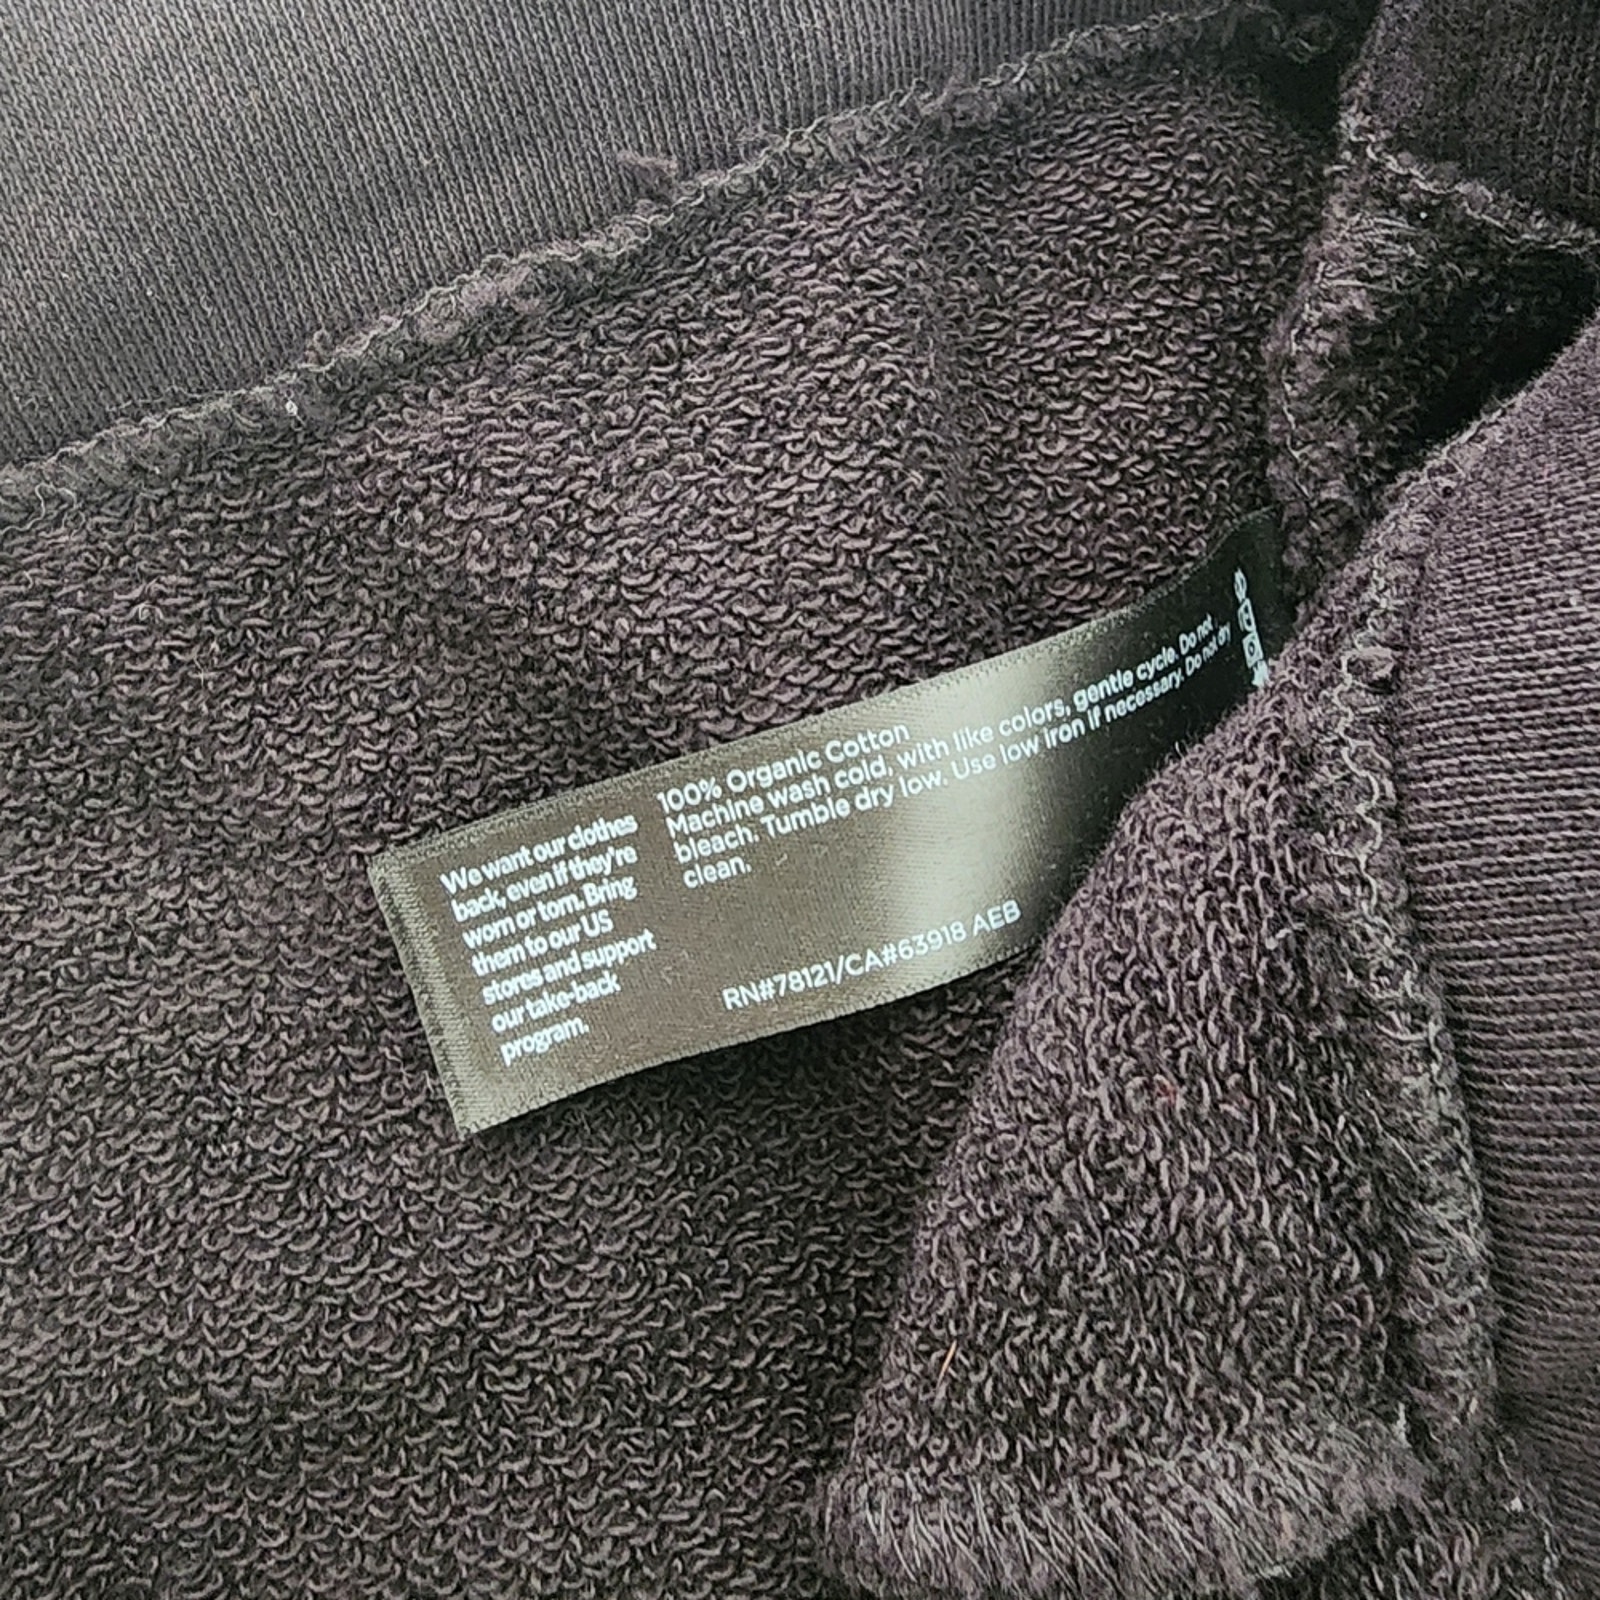 We want our clothes
back, even if they're
worn or torn. Bring
them to our US
stores and support
our take-back
program.
100% Organic Cotton
Machine wash cold, with like colors, gentle cycle. Do not
bleach. Tumble dry low. Use low iron if necessary. Do not dry
clean.
RN#78121/CA#63918 AEB